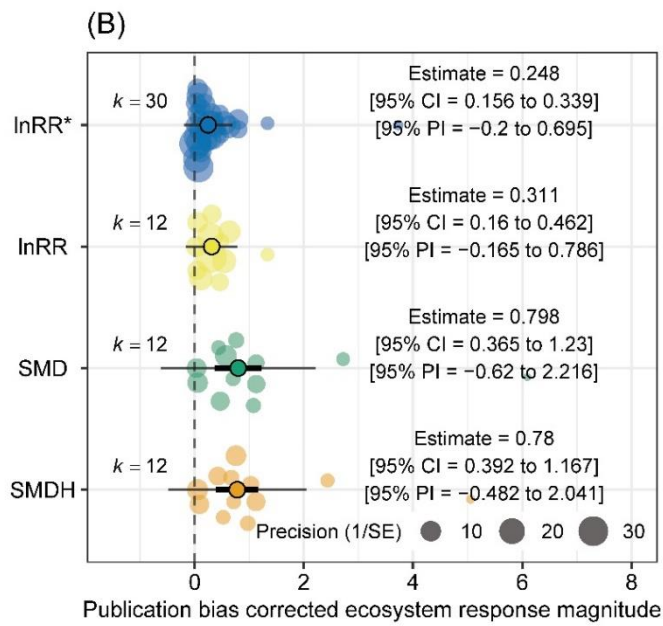 (B)
lnRR*
k = 30
Estimate = 0.248
[95% CI = 0.156 to 0.339]
[95% PI = −0.2 to 0.695]
lnRR
k = 12
Estimate = 0.311
[95% CI = 0.16 to 0.462]
[95% PI = −0.165 to 0.786]
SMD
k = 12
Estimate = 0.798
[95% CI = 0.365 to 1.23]
[95% PI = −0.62 to 2.216]
SMDH
k = 12
Estimate = 0.78
[95% CI = 0.392 to 1.167]
[95% PI = −0.482 to 2.041]
Precision (1/SE) 10 20 30
0 2 4 6 8
Publication bias corrected ecosystem response magnitude